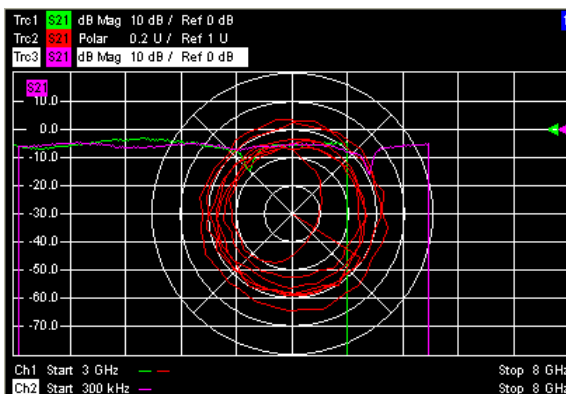 Trc1 S21 dB Mag 10 dB / Ref 0 dB
Trc2 S21 Polar 0.2 U / Ref 1 U
Trc3 S21 dB Mag 10 dB / Ref 0 dB
S21
10.0
0.0
-10.0
-20.0
-30.0
-40.0
-50.0
-60.0
-70.0
Ch1 Start 3 GHz Stop 8 GHz
Ch2 Start 300 kHz Stop 8 GHz